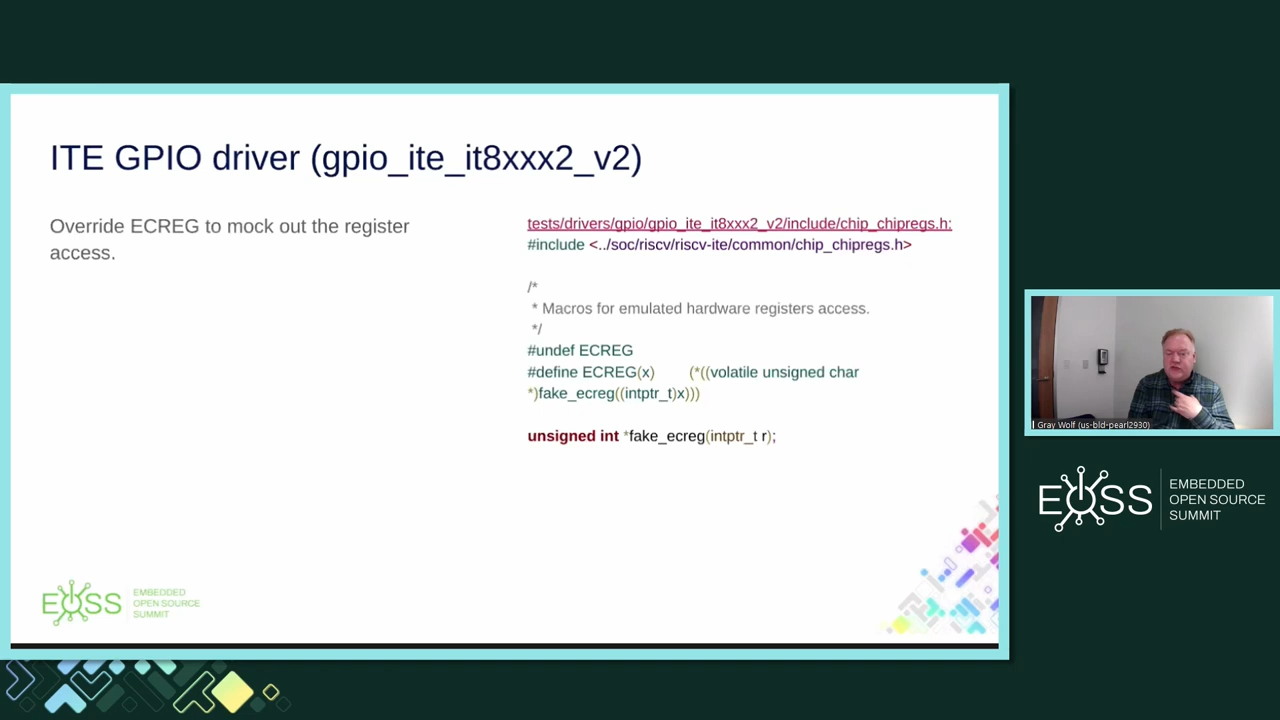 ITE GPIO driver (gpio_ite_it8xxx2_v2)
Override ECREG to mock out the register
access.
tests/drivers/gpio/gpio_ite_it8xxx2_v2/include/chip_chipregs.h:
#include <../soc/riscv/riscv-ite/common/chip_chipregs.h>
/*
* Macros for emulated hardware registers access.
*/
#undef ECREG
#define ECREG(x) (*((volatile unsigned char
*)fake_ecreg((intptr_t)x)))
unsigned int *fake_ecreg(intptr_t r);
EOSS
EMBEDDED
OPEN SOURCE
SUMMIT
Gray Wolf (us-bld-pearl2930)
EOSS
EMBEDDED
OPEN SOURCE
SUMMIT